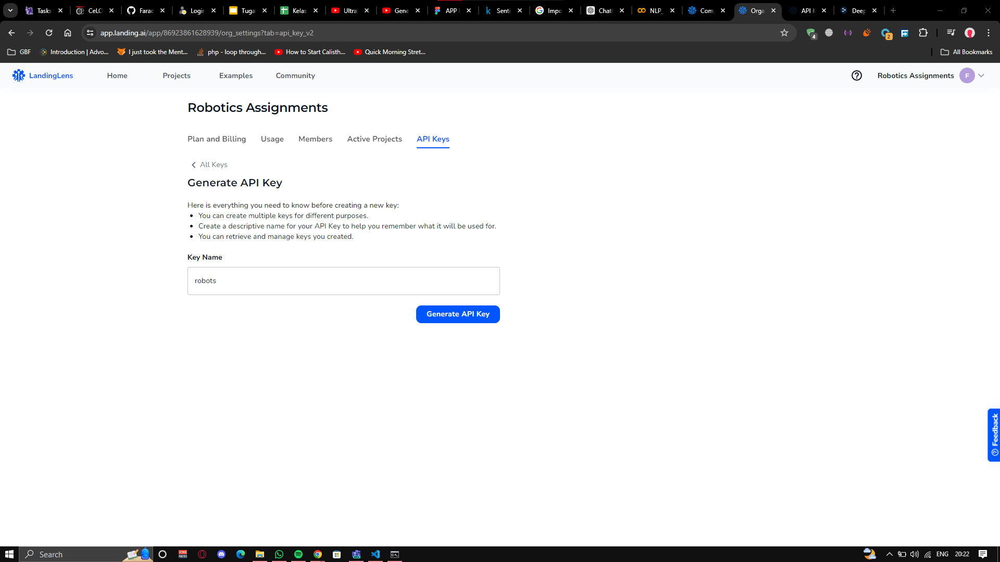 Tasks
CeLO
Farad
Login
Tuga
Kelas
Ultral
Gene
APP
Senti
Impo
Chat
NLP_
Com
Orga
API K
Deep
app.landing.ai/app/86923861628939/org_settings?tab=api_key_v2
4
2
GBF
Introduction | Advo...
I just took the Ment...
php - loop through...
How to Start Calisth...
Quick Morning Stret...
All Bookmarks
LandingLens
Home
Projects
Examples
Community
Robotics Assignments
F
Robotics Assignments
Plan and Billing
Usage
Members
Active Projects
API Keys
All Keys
Generate API Key
Here is everything you need to know before creating a new key:
You can create multiple keys for different purposes.
Create a descriptive name for your API Key to help you remember what it will be used for.
You can retrieve and manage keys you created.
Key Name
robots
Generate API Key
Feedback
Search
ENG
20:22